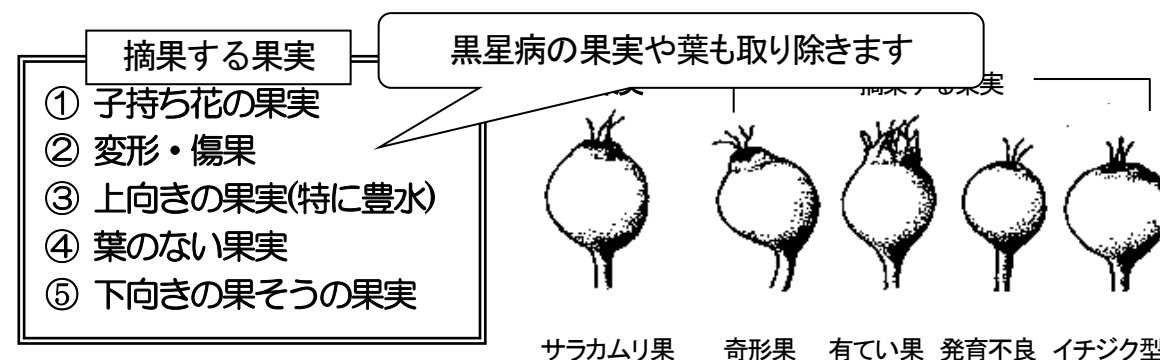 摘果する果実
黒星病の果実や葉も取り除きます
① 子持ち花の果実
② 変形・傷果
③ 上向きの果実(特に豊水)
④ 葉のない果実
⑤ 下向きの果そうの果実
摘果する果実
サラカムリ果 奇形果 有てい果 発育不良 イチジク型